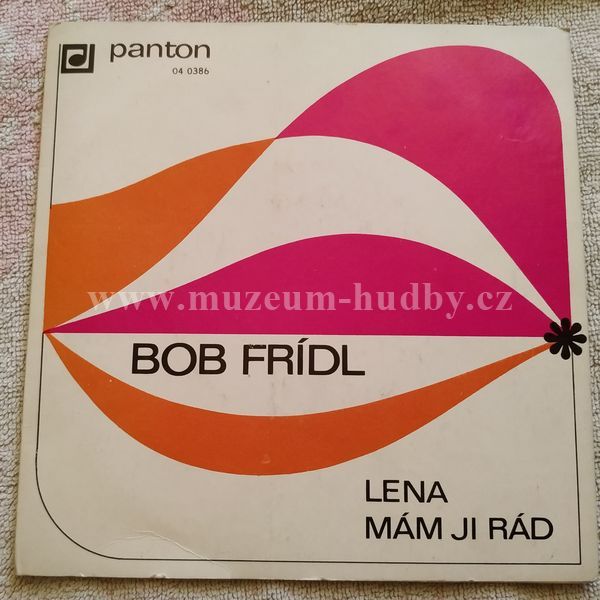 panton
04 0386
www.muzeum-hudby.cz
BOB FRÍDL
LENA
MÁM JI RÁD